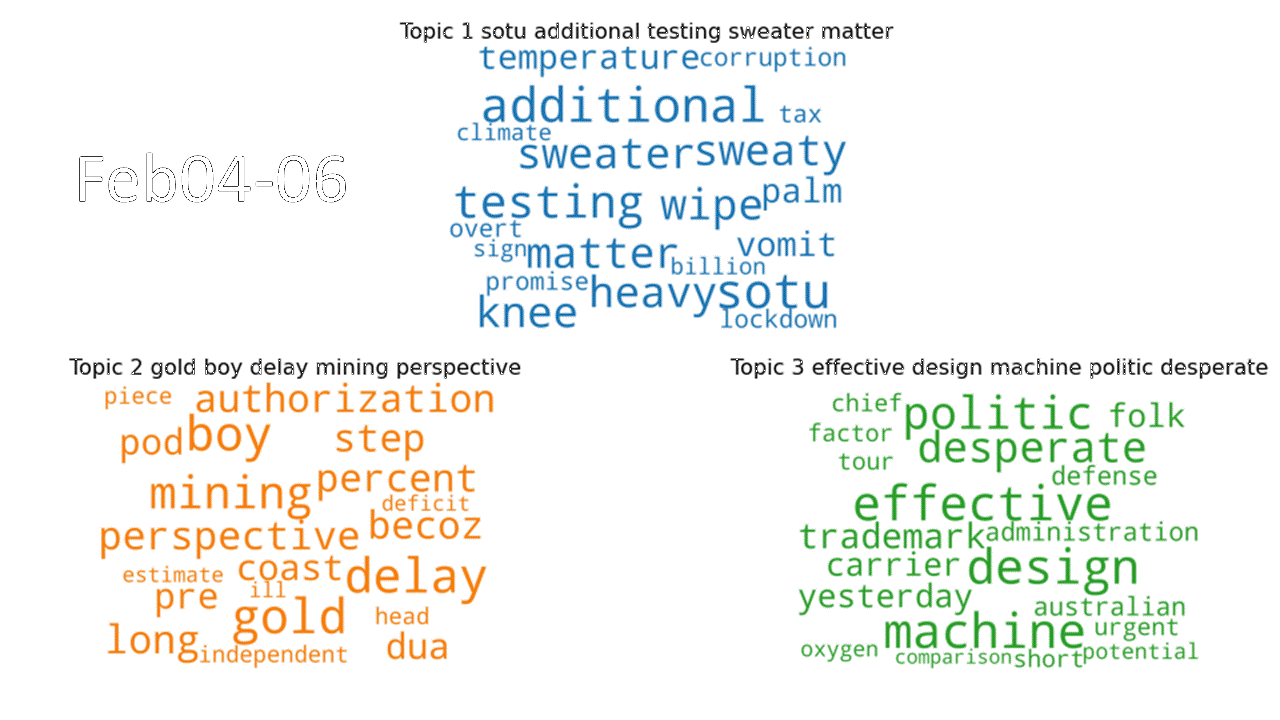 Topic 1 sotu additional testing sweater matter
temperature corruption
additional tax
climate
sweater sweaty
testing wipe palm
overt
sign matter vomit
billion
promise heavy sotu
knee lockdown
Feb04-06
Topic 2 gold boy delay mining perspective
piece authorization
pod boy step
mining percent
deficit
perspective becoz
estimate coast delay
pre ill
gold head
long independent dua
Topic 3 effective design machine politic desperate
chief politic folk
factor desperate
tour defense
effective
trademark administration
carrier design
yesterday australian
machine urgent
oxygen comparison short potential